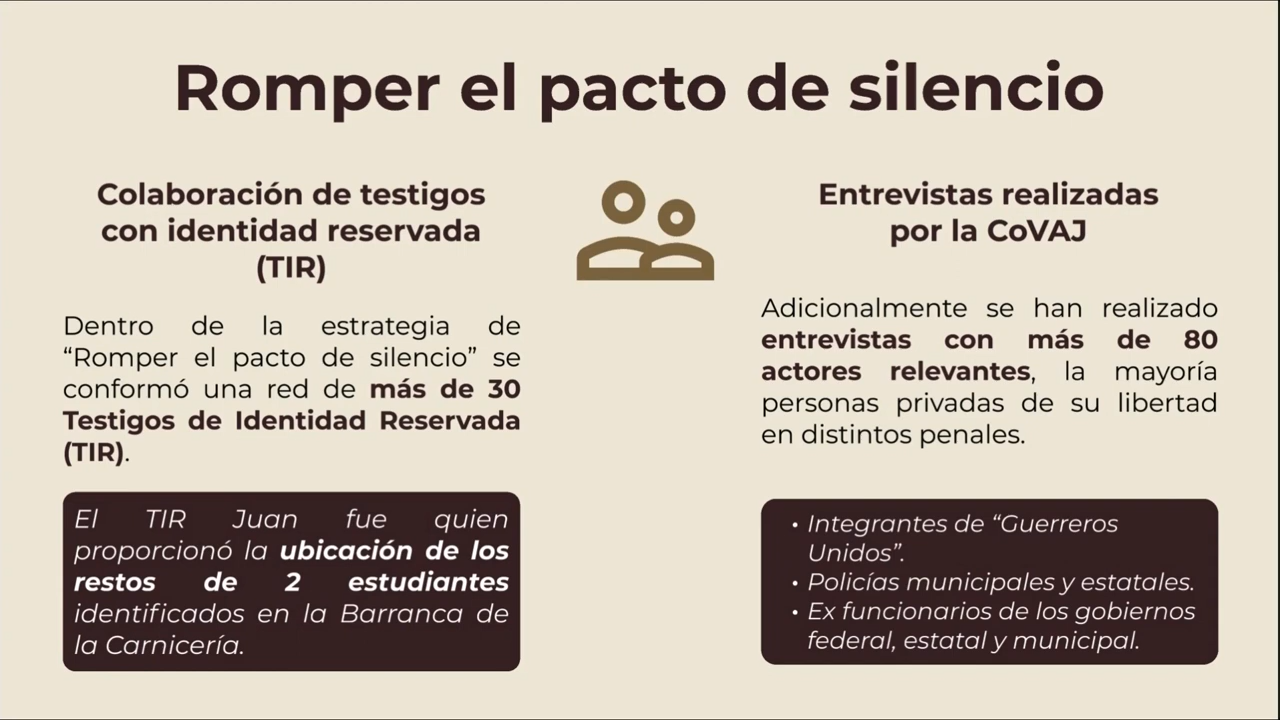 Romper el pacto de silencio
Colaboración de testigos
con identidad reservada
(TIR)
Dentro de la estrategia de
“Romper el pacto de silencio” se
conformó una red de más de 30
Testigos de Identidad Reservada
(TIR).
El TIR Juan fue quien
proporcionó la ubicación de los
restos de 2 estudiantes
identificados en la Barranca de
la Carnicería.
Entrevistas realizadas
por la CoVAJ
Adicionalmente se han realizado
entrevistas con más de 80
actores relevantes, la mayoría
personas privadas de su libertad
en distintos penales.
• Integrantes de “Guerreros
Unidos”.
• Policías municipales y estatales.
• Ex funcionarios de los gobiernos
federal, estatal y municipal.